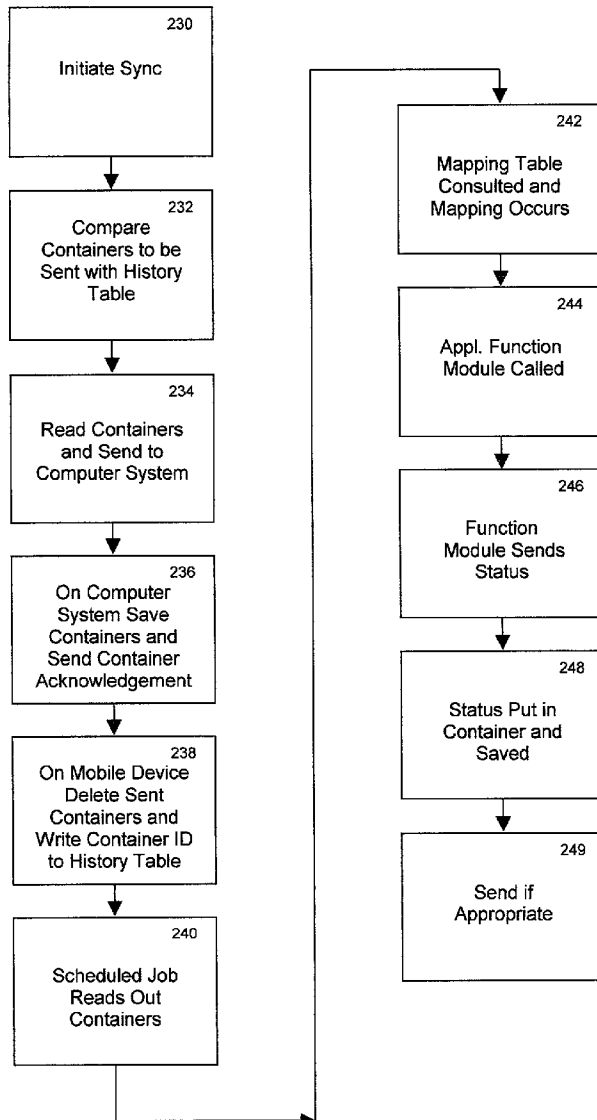 230
Initiate Sync
232
Compare
Containers to be
Sent with History
Table
234
Read Containers
and Send to
Computer System
236
On Computer
System Save
Containers and
Send Container
Acknowledgement
238
On Mobile Device
Delete Sent
Containers and
Write Container ID
to History Table
240
Scheduled Job
Reads Out
Containers
242
Mapping Table
Consulted and
Mapping Occurs
244
Appl. Function
Module Called
246
Function
Module Sends
Status
248
Status Put in
Container and
Saved
249
Send if
Appropriate